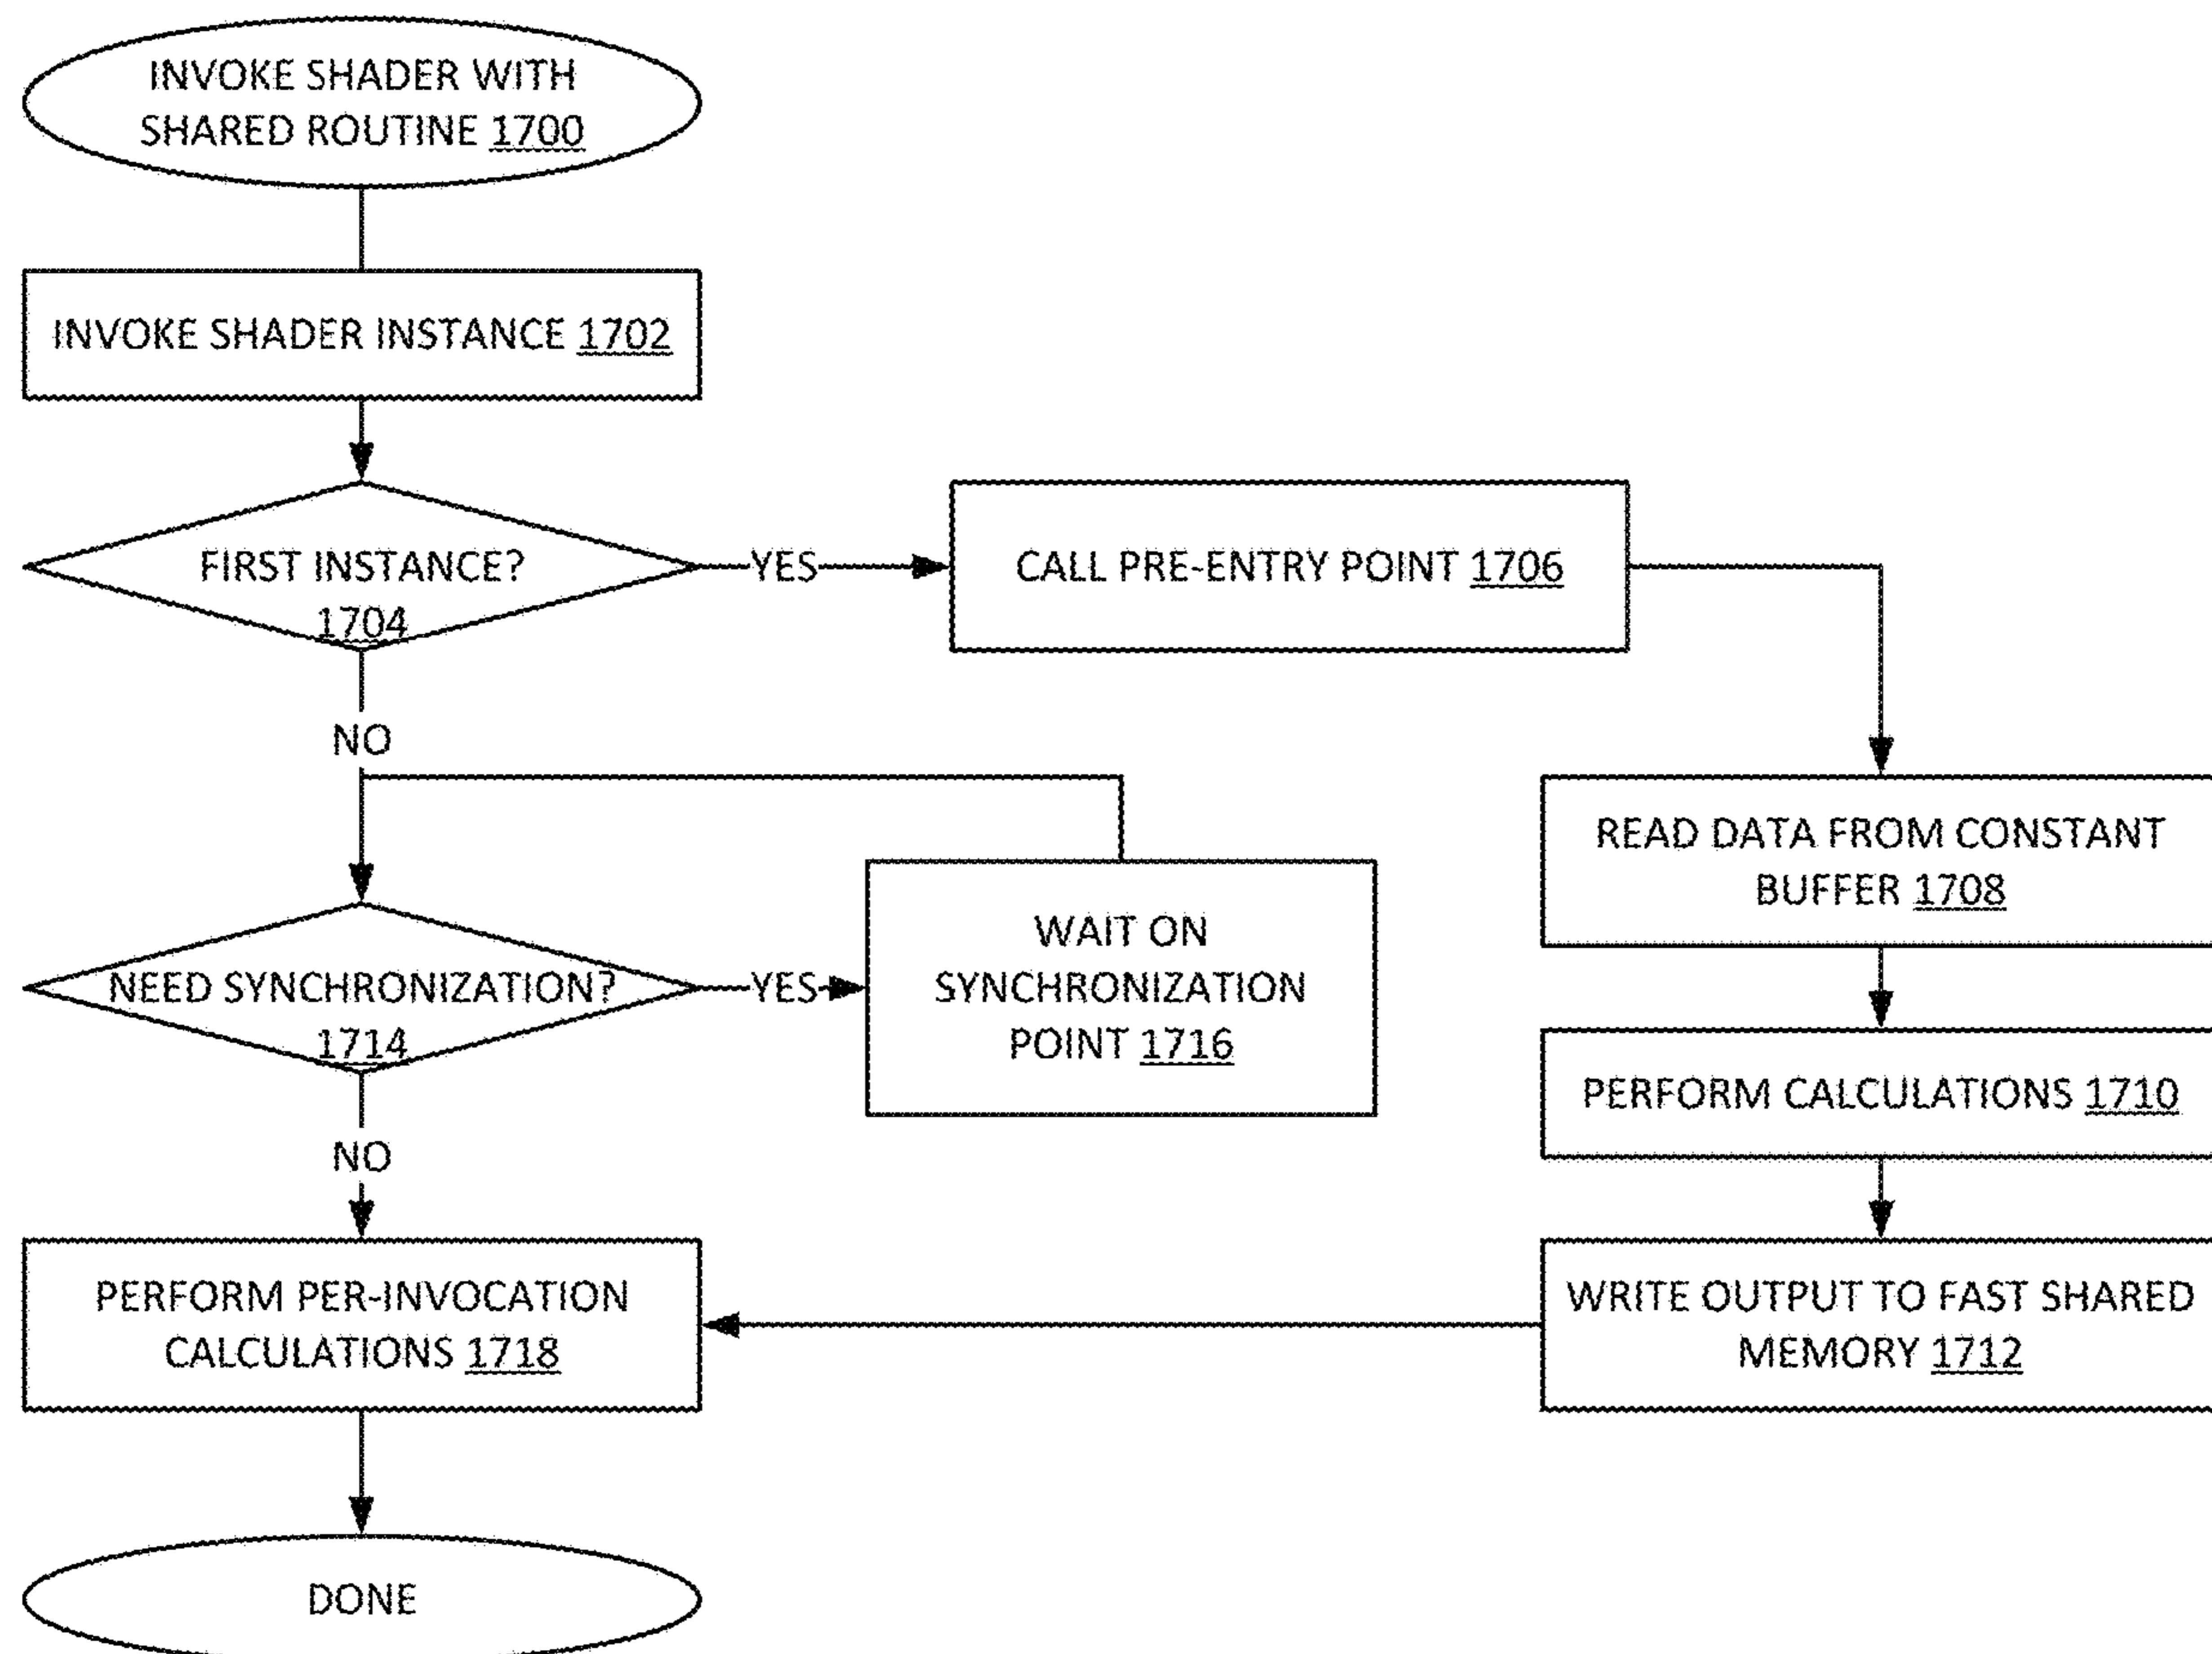 INVOKE SHADER WITH
SHARED ROUTINE 1700
INVOKE SHADER INSTANCE 1702
FIRST INSTANCE?
1704
YES
CALL PRE-ENTRY POINT 1706
NO
READ DATA FROM CONSTANT
BUFFER 1708
WAIT ON
SYNCHRONIZATION
POINT 1716
NEED SYNCHRONIZATION?
1714
YES
PERFORM CALCULATIONS 1710
NO
PERFORM PER-INVOCATION
CALCULATIONS 1718
WRITE OUTPUT TO FAST SHARED
MEMORY 1712
DONE